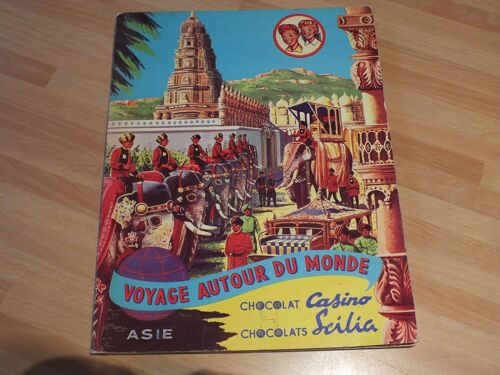 VOYAGE AUTOUR DU MONDE
CHOCOLAT Casino
ASIE CHOCOLATS Scilia